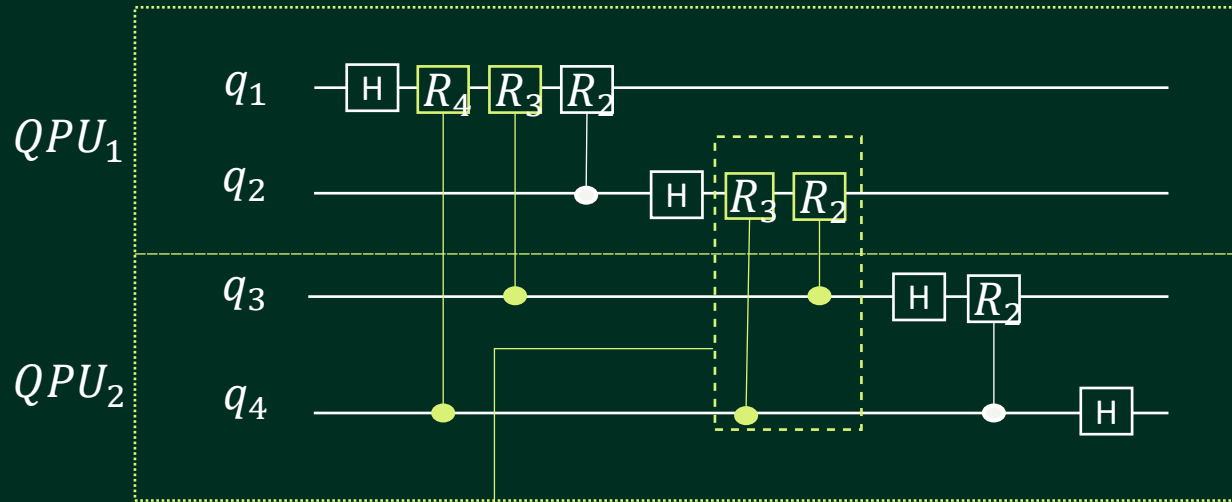 QPU₁
q₁ H R₄ R₃ R₂
q₂ H R₃ R₂
QPU₂
q₃ H R₂
q₄ H